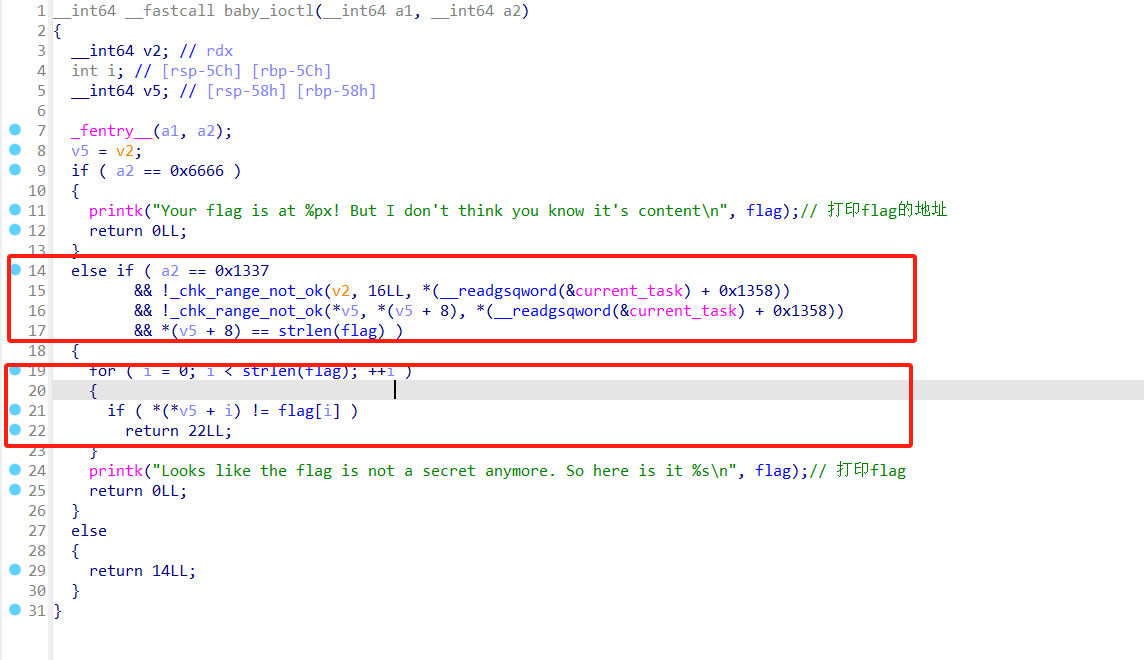 1 __int64 __fastcall baby_ioctl(__int64 a1, __int64 a2)
2 {
3 __int64 v2; // rdx
4 int i; // [rsp-5Ch] [rbp-5Ch]
5 __int64 v5; // [rsp-58h] [rbp-58h]
6
7 _fentry__(a1, a2);
8 v5 = v2;
9 if ( a2 == 0x6666 )
10 {
11 printk("Your flag is at %px! But I don't think you know it's content\n", flag);// 打印flag的地址
12 return 0LL;
13 }
14 else if ( a2 == 0x1337
15 && !_chk_range_not_ok(v2, 16LL, *(__readgsqword(&current_task) + 0x1358))
16 && !_chk_range_not_ok(*v5, *(v5 + 8), *(__readgsqword(&current_task) + 0x1358))
17 && *(v5 + 8) == strlen(flag) )
18 {
19 for ( i = 0; i < strlen(flag); ++i )
20 {
21 if ( *(*v5 + i) != flag[i] )
22 return 22LL;
23 }
24 printk("Looks like the flag is not a secret anymore. So here is it %s\n", flag);// 打印flag
25 return 0LL;
26 }
27 else
28 {
29 return 14LL;
30 }
31 }